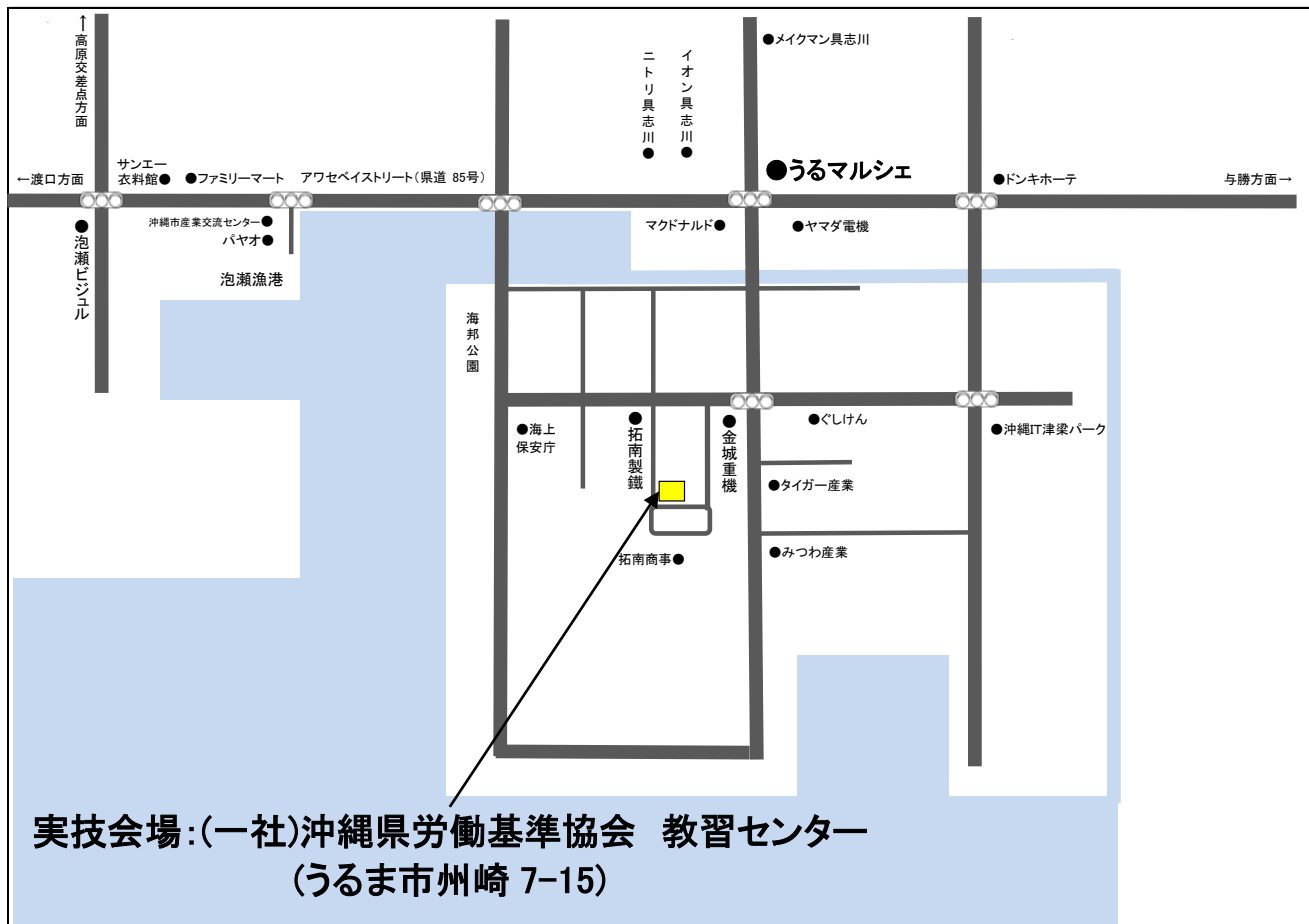 ↑高原交差点方面
●メイクマン具志川
ニトリ具志川●
イオン具志川●
←渡口方面
サンエー
衣料館●
●ファミリーマート
アワセベイストリート(県道 85号)
●うるマルシェ
●ドンキホーテ
与勝方面→
沖縄市産業交流センター●
パヤオ●
マクドナルド●
●ヤマダ電機
●泡瀬ビジュル
泡瀬漁港
海邦公園
●海上
保安庁
●拓南製鐵
●金城重機
●ぐしけん
●沖縄IT津梁パーク
●タイガー産業
拓南商事●
●みつわ産業
実技会場:(一社)沖縄県労働基準協会 教習センター
(うるま市州崎 7-15)